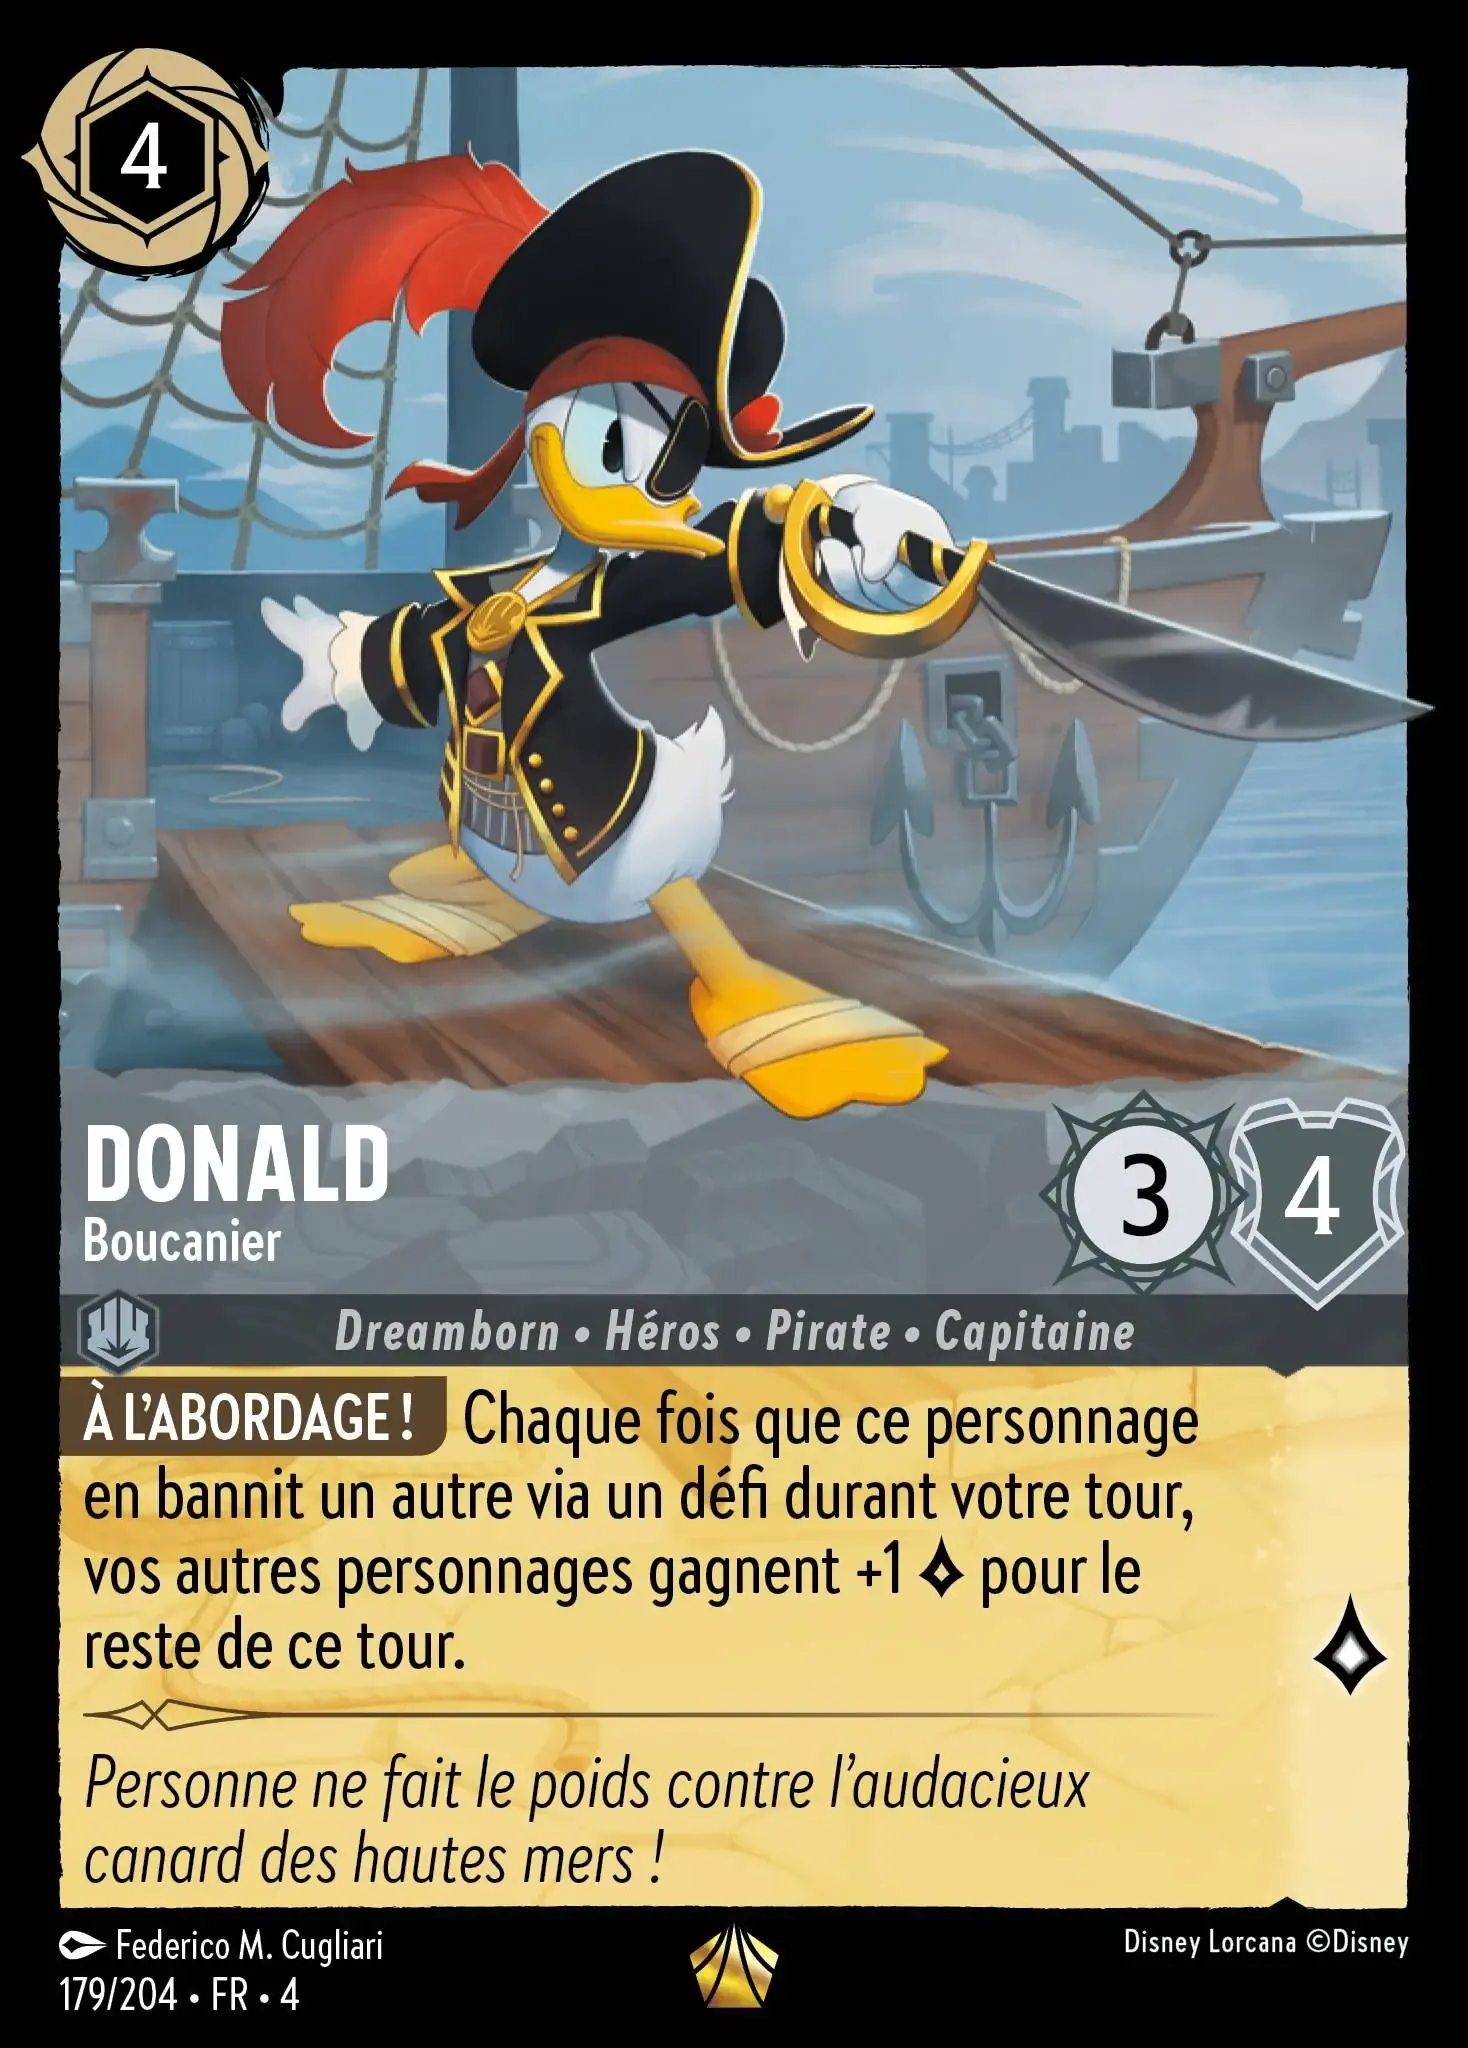 4
DONALD
Boucanier
3
4
Dreamborn • Héros • Pirate • Capitaine
À L’ABORDAGE ! Chaque fois que ce personnage
en bannit un autre via un défi durant votre tour,
vos autres personnages gagnent +1 pour le
reste de ce tour.
Personne ne fait le poids contre l’audacieux
canard des hautes mers !
Federico M. Cugliari
Disney Lorcana ©Disney
179/204 • FR • 4